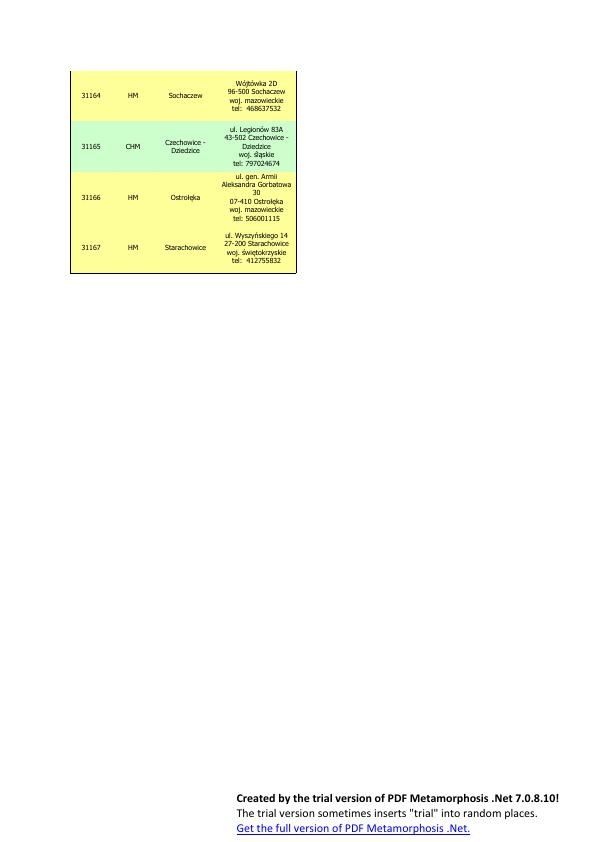 Wójtówka 2D
96-500 Sochaczew
31164 HM Sochaczew
woj. mazowieckie
tel: 468637532
ul. Legionów 83A
43-502 Czechowice -
31165 CHM Czechowice - Dziedzice
Dziedzice
woj. śląskie
tel: 797024674
ul. gen. Armii
Aleksandra Gorbatowa
30
31166 HM Ostrołęka
07-410 Ostrołęka
woj. mazowieckie
tel: 506001115
ul. Wyszyńskiego 14
27-200 Starachowice
31167 HM Starachowice
woj. świętokrzyskie
tel: 412755832
Created by the trial version of PDF Metamorphosis .Net 7.0.8.10!
The trial version sometimes inserts "trial" into random places.
Get the full version of PDF Metamorphosis .Net.